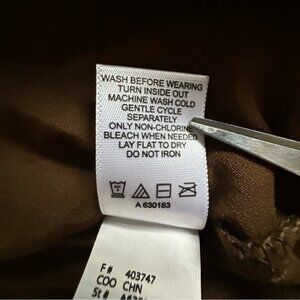 WASH BEFORE WEARING
TURN INSIDE OUT
MACHINE WASH COLD
GENTLE CYCLE
SEPARATELY
ONLY NON-CHLORINE
BLEACH WHEN NEEDED
LAY FLAT TO DRY
DO NOT IRON
A 630183
F# 403747
COO CHN
St#